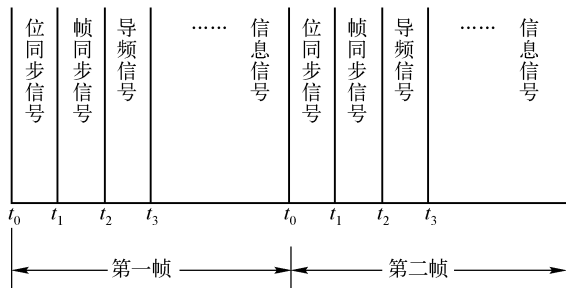 位同步信号
帧同步信号
导频信号
……
信息信号
位同步信号
帧同步信号
导频信号
……
信息信号
t0 t1 t2 t3 t0 t1 t2 t3
第一帧 第二帧